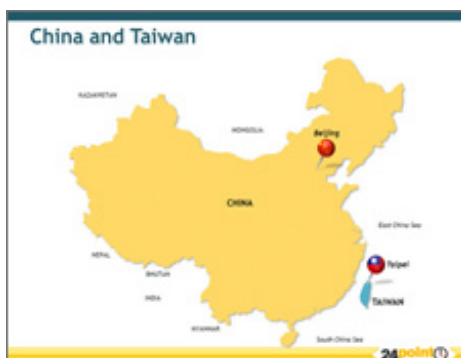 China and Taiwan
KAZAKHSTAN
MONGOLIA
Beijing
CHINA
East China Sea
NEPAL
Taipei
BHUTAN
INDIA
TAIWAN
MYANMAR
South China Sea
24point0